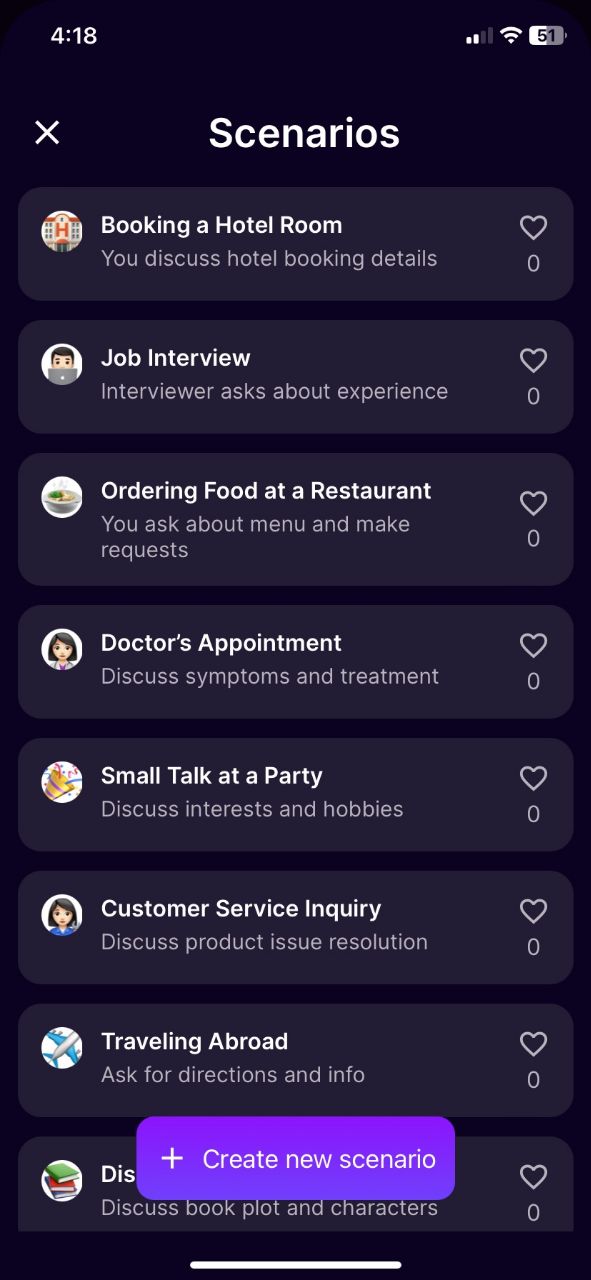 4:18
51
Scenarios
Booking a Hotel Room
You discuss hotel booking details
0
Job Interview
Interviewer asks about experience
0
Ordering Food at a Restaurant
You ask about menu and make
requests
0
Doctor’s Appointment
Discuss symptoms and treatment
0
Small Talk at a Party
Discuss interests and hobbies
0
Customer Service Inquiry
Discuss product issue resolution
0
Traveling Abroad
Ask for directions and info
0
+ Create new scenario
Discuss book plot and characters
0